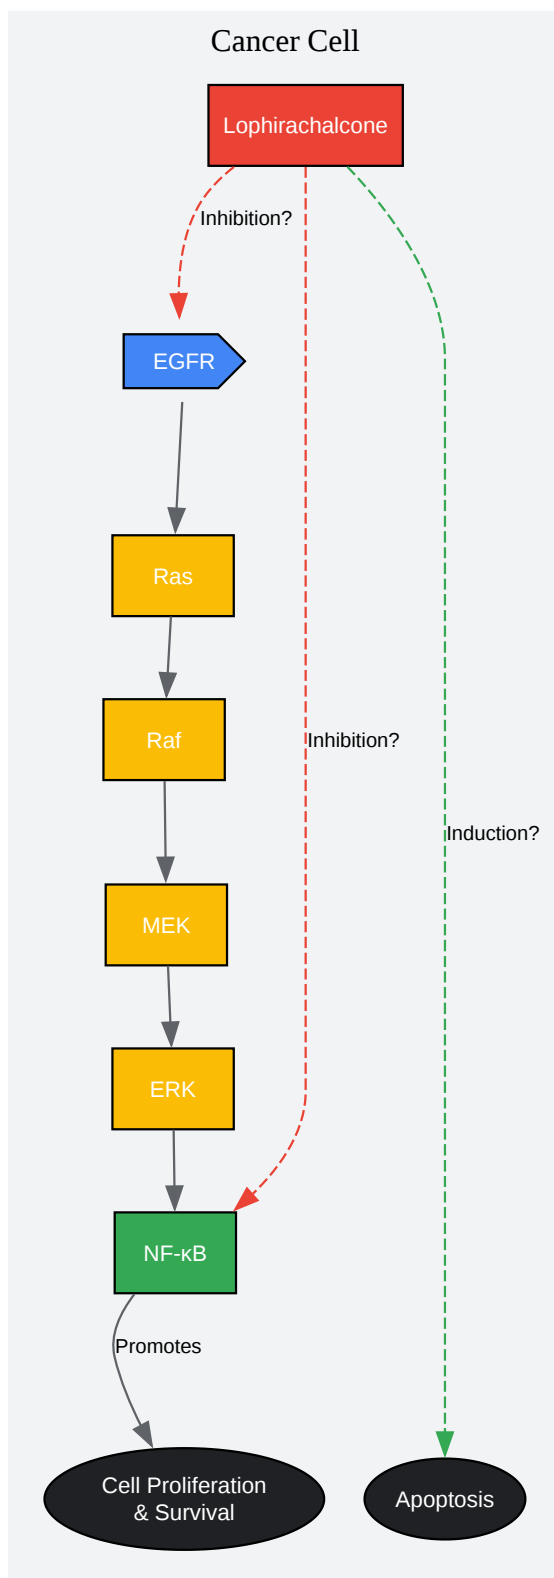 Cancer Cell
Lophirachalcone
Inhibition?
EGFR
Ras
Raf
Inhibition?
Induction?
MEK
ERK
NF-κB
Promotes
Cell Proliferation
& Survival
Apoptosis